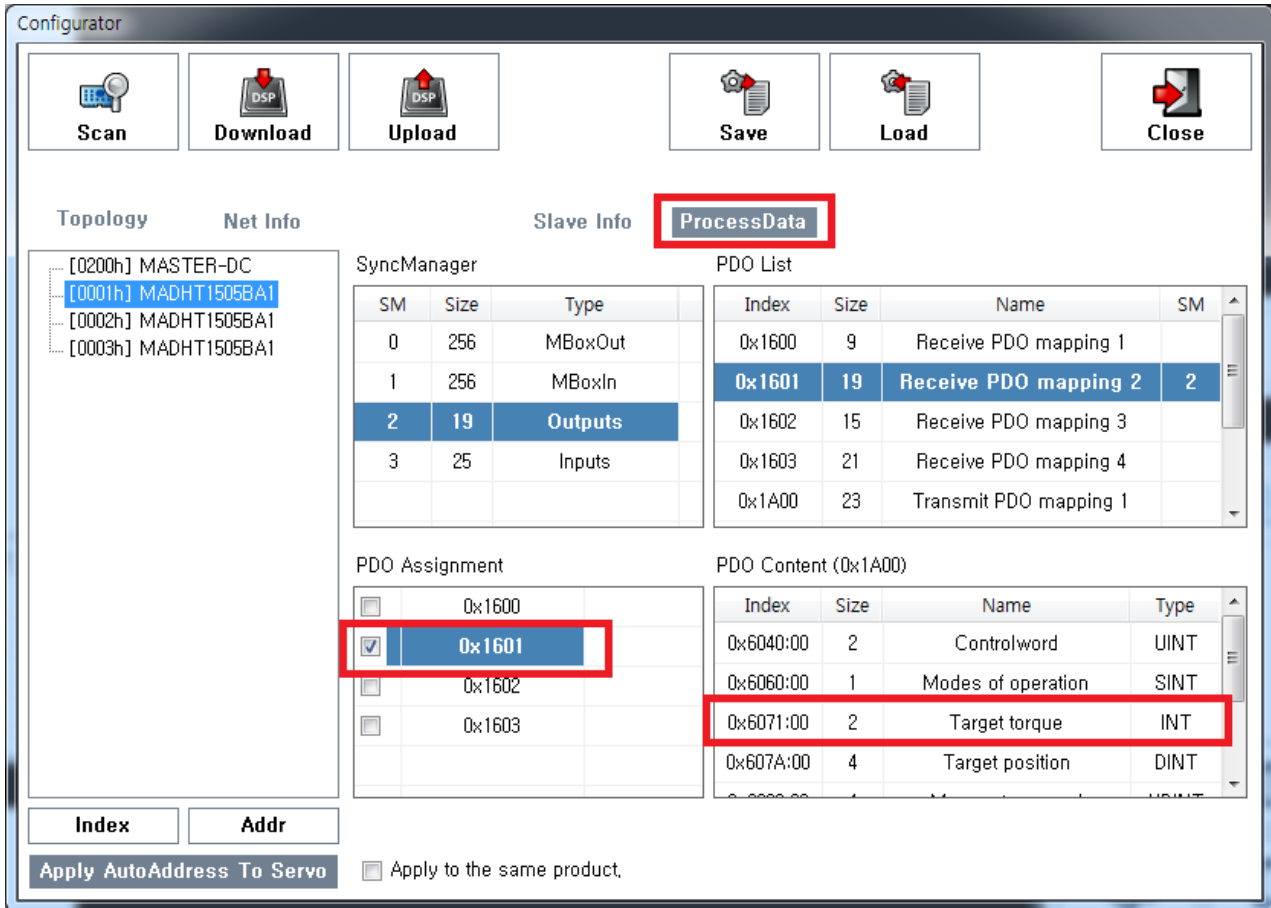 Configurator
Scan Download Upload Save Load Close
Topology Net Info Slave Info ProcessData
[0200h] MASTER-DC
[0001h] MADHT1505BA1
[0002h] MADHT1505BA1
[0003h] MADHT1505BA1
SyncManager
SM Size Type
0 256 MBoxOut
1 256 MBoxIn
2 19 Outputs
3 25 Inputs
PDO List
Index Size Name SM
0x1600 9 Receive PDO mapping 1
0x1601 19 Receive PDO mapping 2 2
0x1602 15 Receive PDO mapping 3
0x1603 21 Receive PDO mapping 4
0x1A00 23 Transmit PDO mapping 1
PDO Assignment
0x1600
0x1601
0x1602
0x1603
PDO Content (0x1A00)
Index Size Name Type
0x6040:00 2 Controlword UINT
0x6060:00 1 Modes of operation SINT
0x6071:00 2 Target torque INT
0x607A:00 4 Target position DINT
Index Addr
Apply AutoAddress To Servo
Apply to the same product,